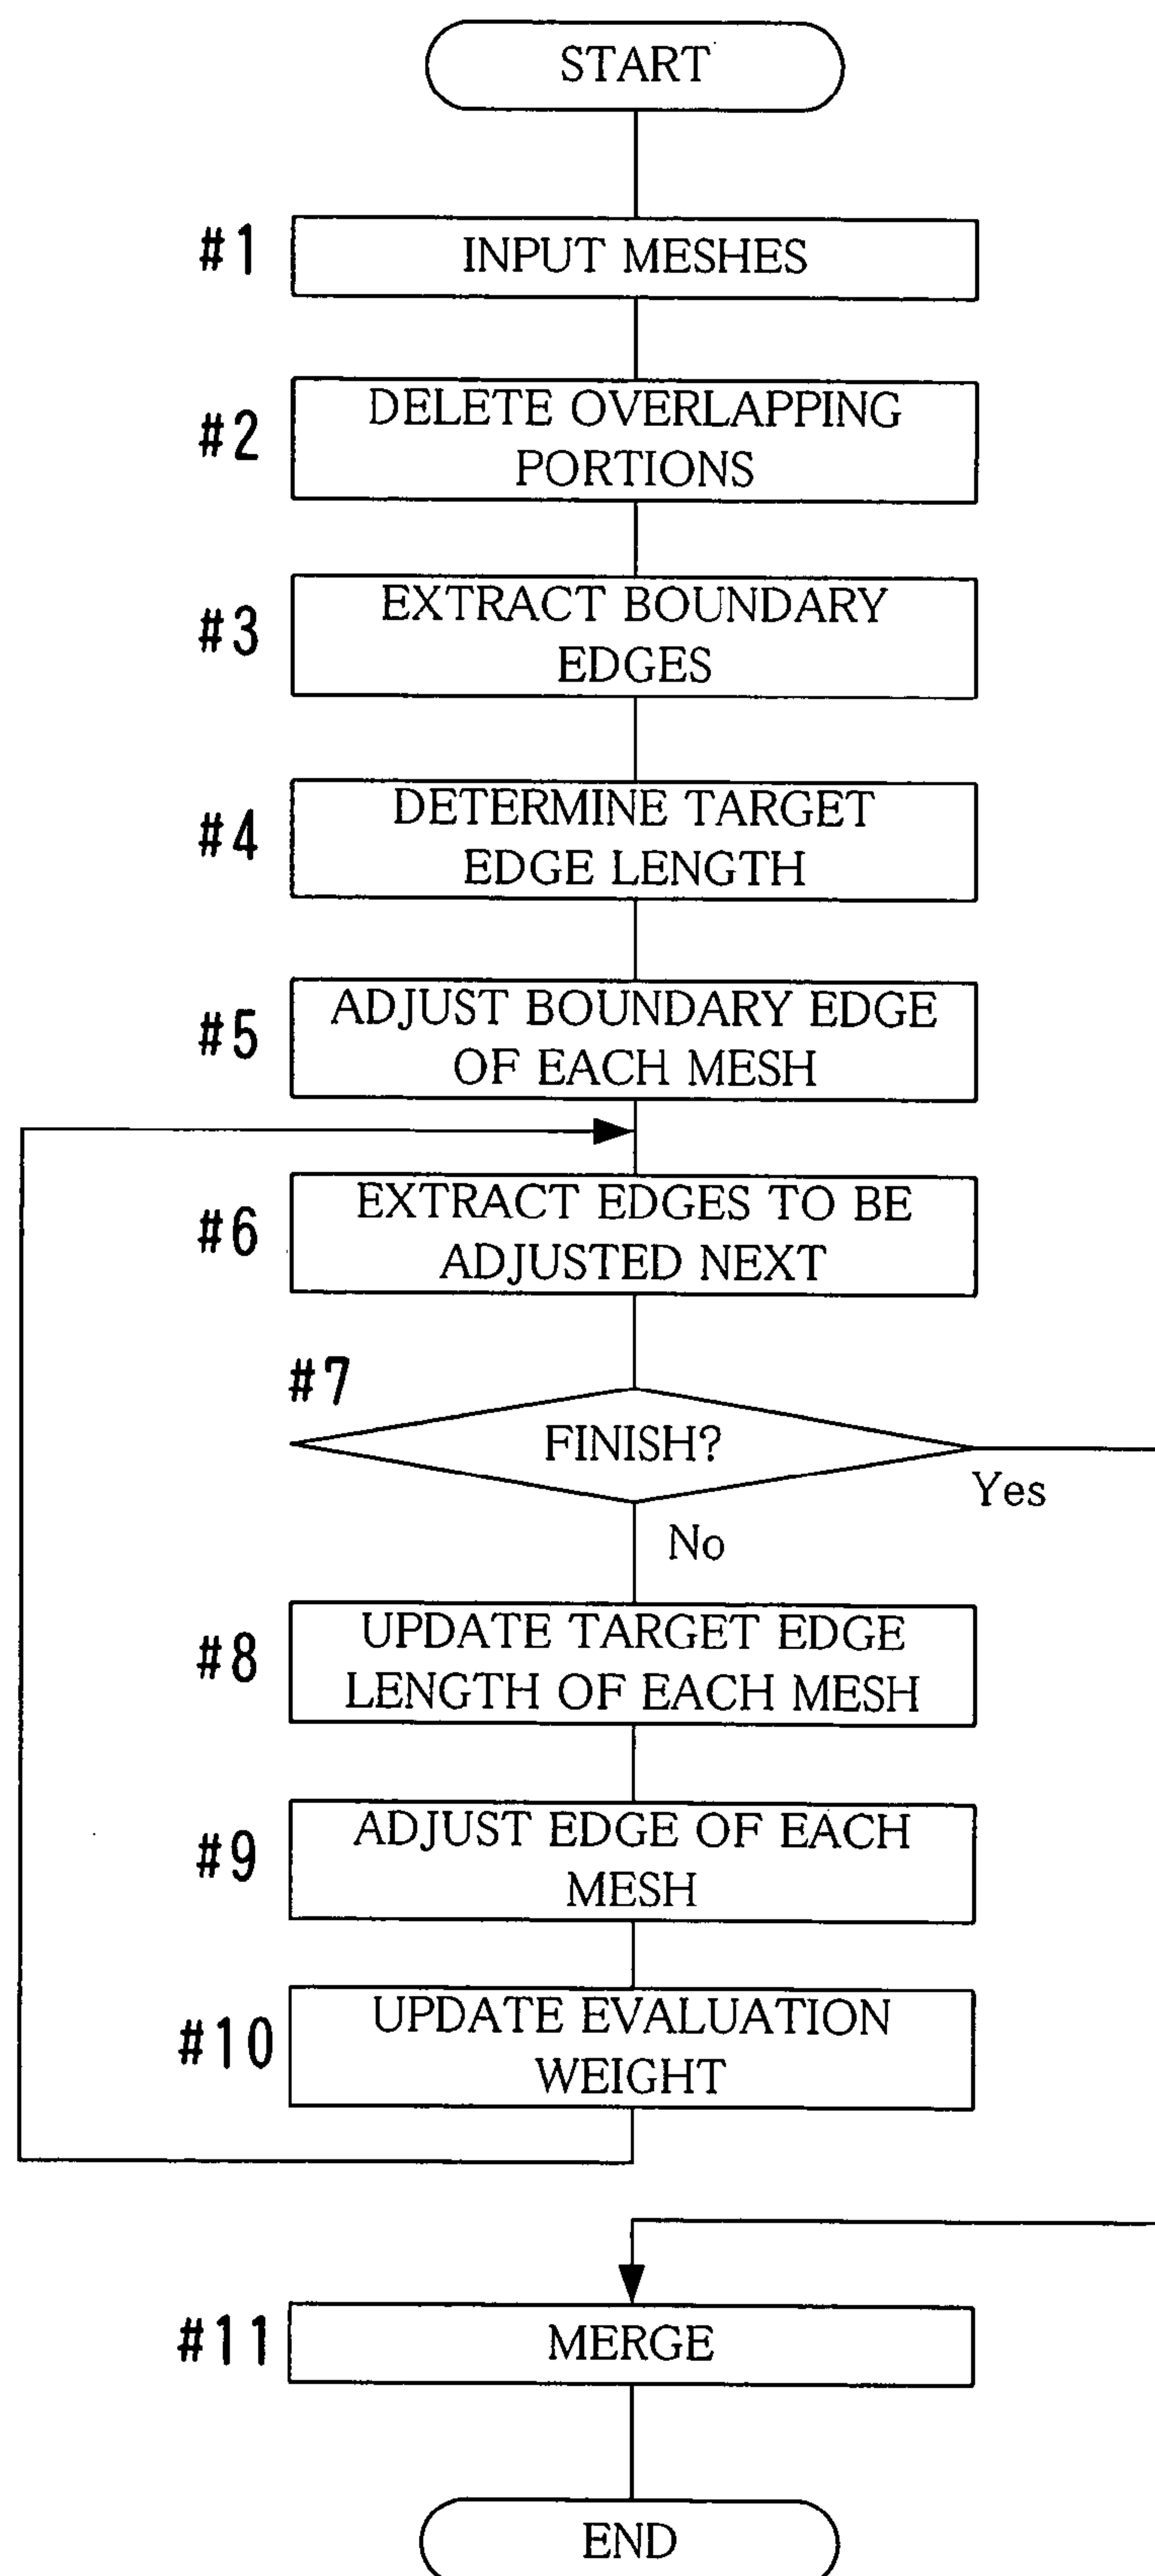 START
#1
INPUT MESHES
#2
DELETE OVERLAPPING
PORTIONS
#3
EXTRACT BOUNDARY
EDGES
#4
DETERMINE TARGET
EDGE LENGTH
#5
ADJUST BOUNDARY EDGE
OF EACH MESH
#6
EXTRACT EDGES TO BE
ADJUSTED NEXT
#7
FINISH?
Yes
No
#8
UPDATE TARGET EDGE
LENGTH OF EACH MESH
#9
ADJUST EDGE OF EACH
MESH
#10
UPDATE EVALUATION
WEIGHT
#11
MERGE
END